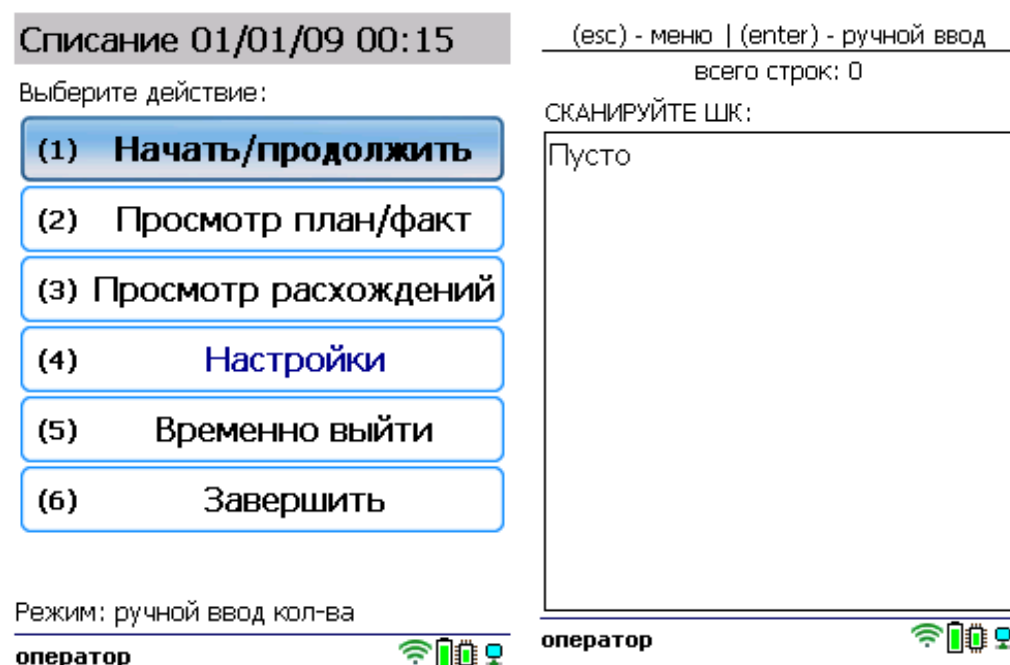 Списание 01/01/09 00:15
Выберите действие:
(1) Начать/продолжить
(2) Просмотр план/факт
(3) Просмотр расхождений
(4) Настройки
(5) Временно выйти
(6) Завершить
Режим: ручной ввод кол-ва
оператор
(esc) - меню | (enter) - ручной ввод
всего строк: 0
СКАНИРУЙТЕ ШК:
Пусто
оператор